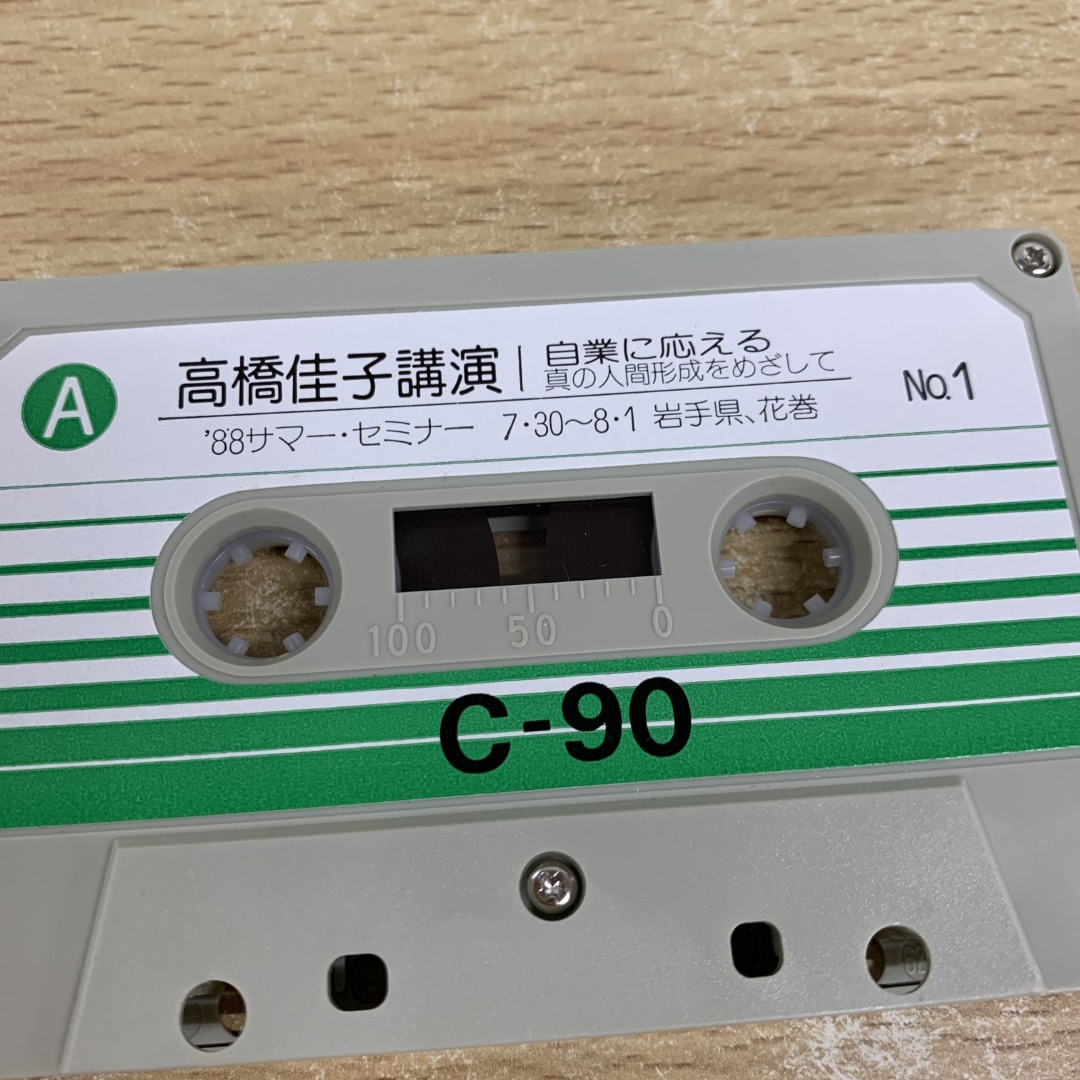 A
高橋佳子講演
自業に応える
真の人間形成をめざして
No.1
'88サマー・セミナー 7・30〜8・1 岩手県、花巻
100 50 0
C-90